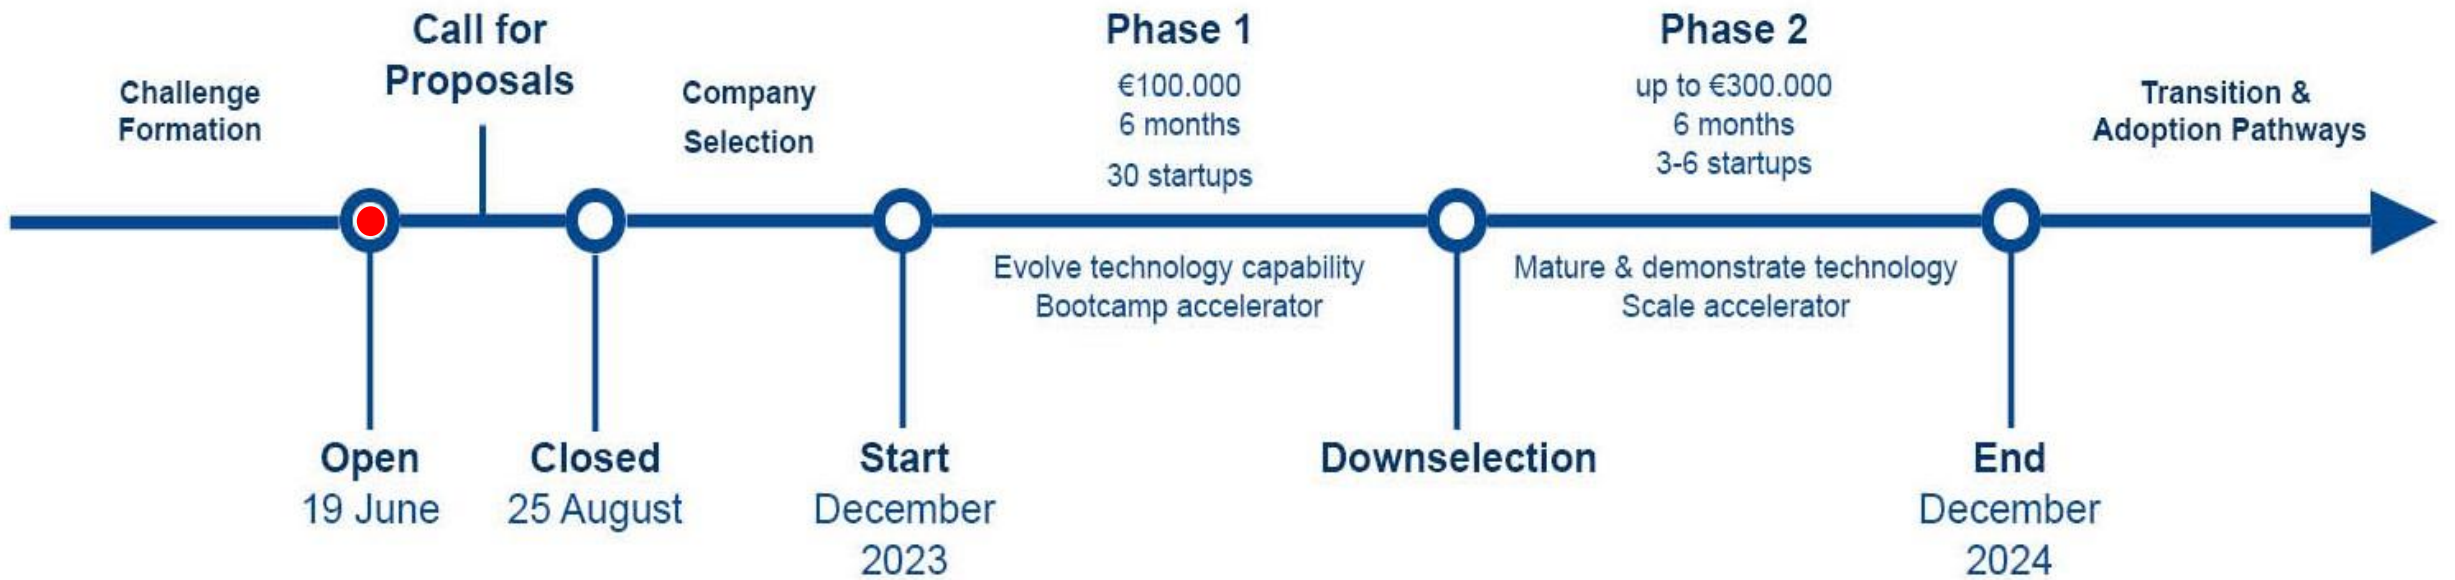 Challenge
Formation
Call for
Proposals
Company
Selection
Phase 1
€100.000
6 months
30 startups
Phase 2
up to €300.000
6 months
3-6 startups
Transition &
Adoption Pathways
Evolve technology capability
Bootcamp accelerator
Mature & demonstrate technology
Scale accelerator
Open
19 June
Closed
25 August
Start
December
2023
Downselection
End
December
2024